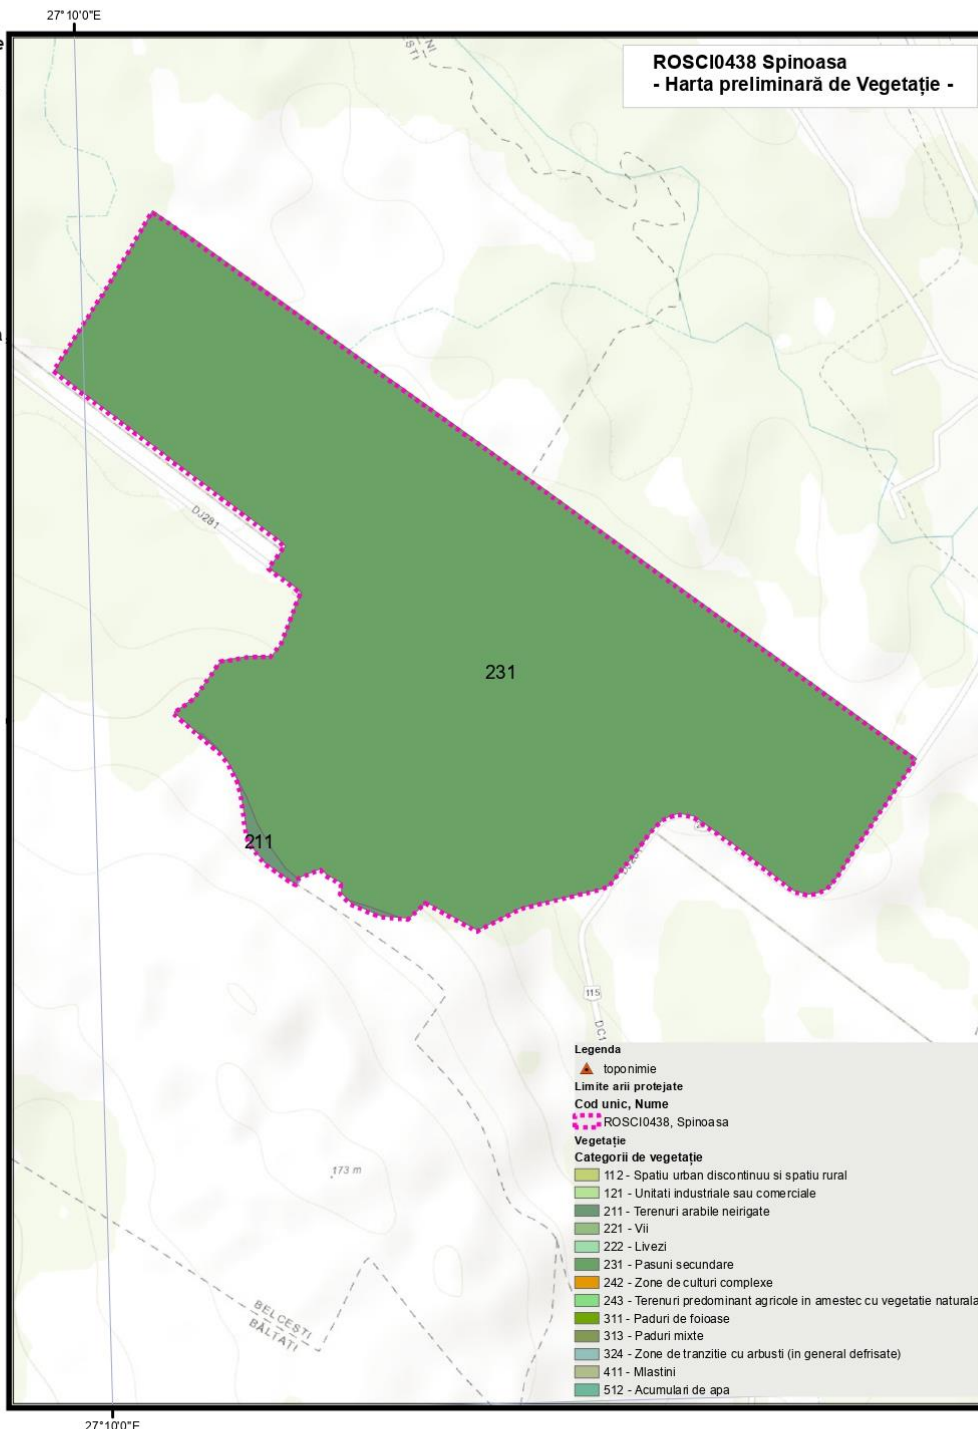 27°10'0"E
ROSCI0438 Spinoasa
- Harta preliminară de Vegetație -
DJ281
231
211
115
DC1
Legenda
toponimie
Limite arii protejate
Cod unic, Nume
ROSCI0438, Spinoasa
Vegetație
Categorii de vegetație
112 - Spatiu urban discontinuu si spatiu rural
121 - Unitati industriale sau comerciale
211 - Terenuri arabile neirigate
221 - Vii
222 - Livezi
231 - Pasuni secundare
242 - Zone de culturi complexe
243 - Terenuri predominant agricole in amestec cu vegetatie naturala
311 - Paduri de foioase
313 - Paduri mixte
324 - Zone de tranzitie cu arbusti (in general defrisate)
411 - Mlastini
512 - Acumulari de apa
173 m
BELCEȘTI
BĂLȚAȚI
27°10'0"E